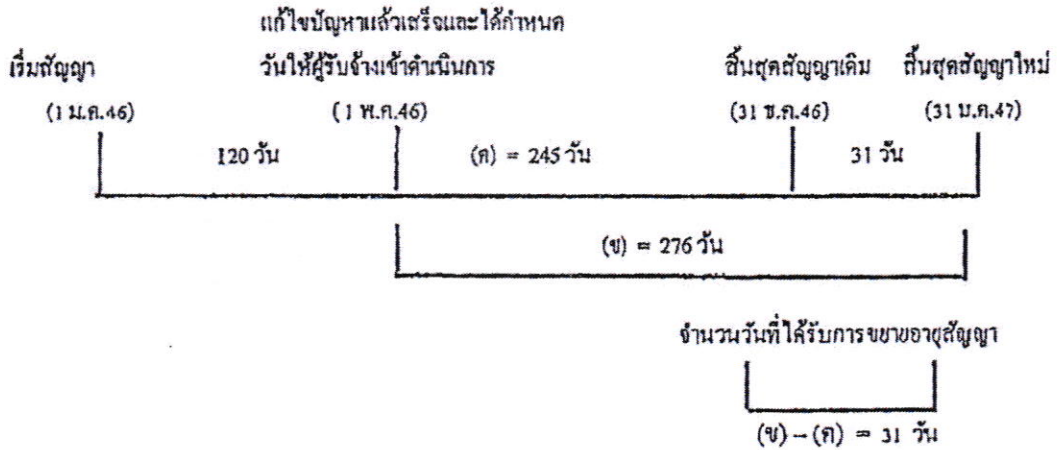 แก้ไขปัญหาแล้วเสร็จและได้กำหนด
เริ่มสัญญา วันให้ผู้รับจ้างเข้าดำเนินการ สิ้นสุดสัญญาเดิม สิ้นสุดสัญญาใหม่
(1 ม.ค.46) (1 พ.ค.46) (31 ธ.ค.46) (31 ม.ค.47)
120 วัน (ค) = 245 วัน 31 วัน
(ข) = 276 วัน
จำนวนวันที่ได้รับการขยายอายุสัญญา
(ข) – (ค) = 31 วัน